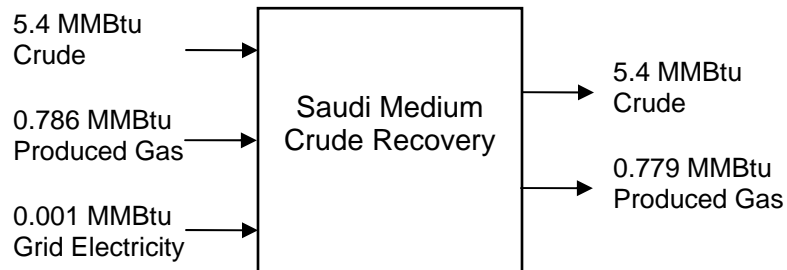 5.4 MMBtu
Crude
0.786 MMBtu
Produced Gas
0.001 MMBtu
Grid Electricity
Saudi Medium
Crude Recovery
5.4 MMBtu
Crude
0.779 MMBtu
Produced Gas